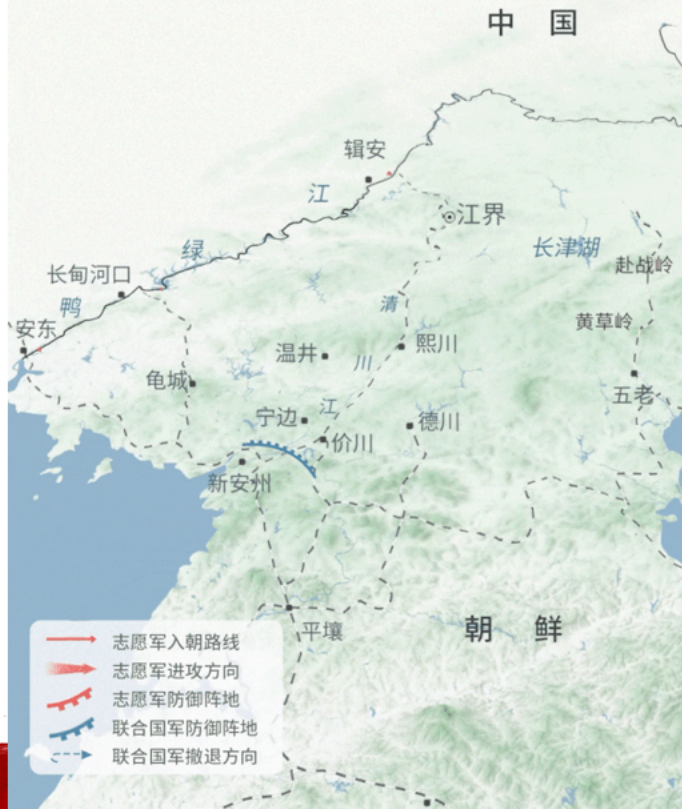 中 国
辑安
江
江界
绿
长津湖
赴战岭
长甸河口
鸭
清
黄草岭
安东
熙川
温井
川
龟城
五老
宁边
江
德川
价川
新安州
平壤
朝 鲜
志愿军入朝路线
志愿军进攻方向
志愿军防御阵地
联合国军防御阵地
联合国军撤退方向